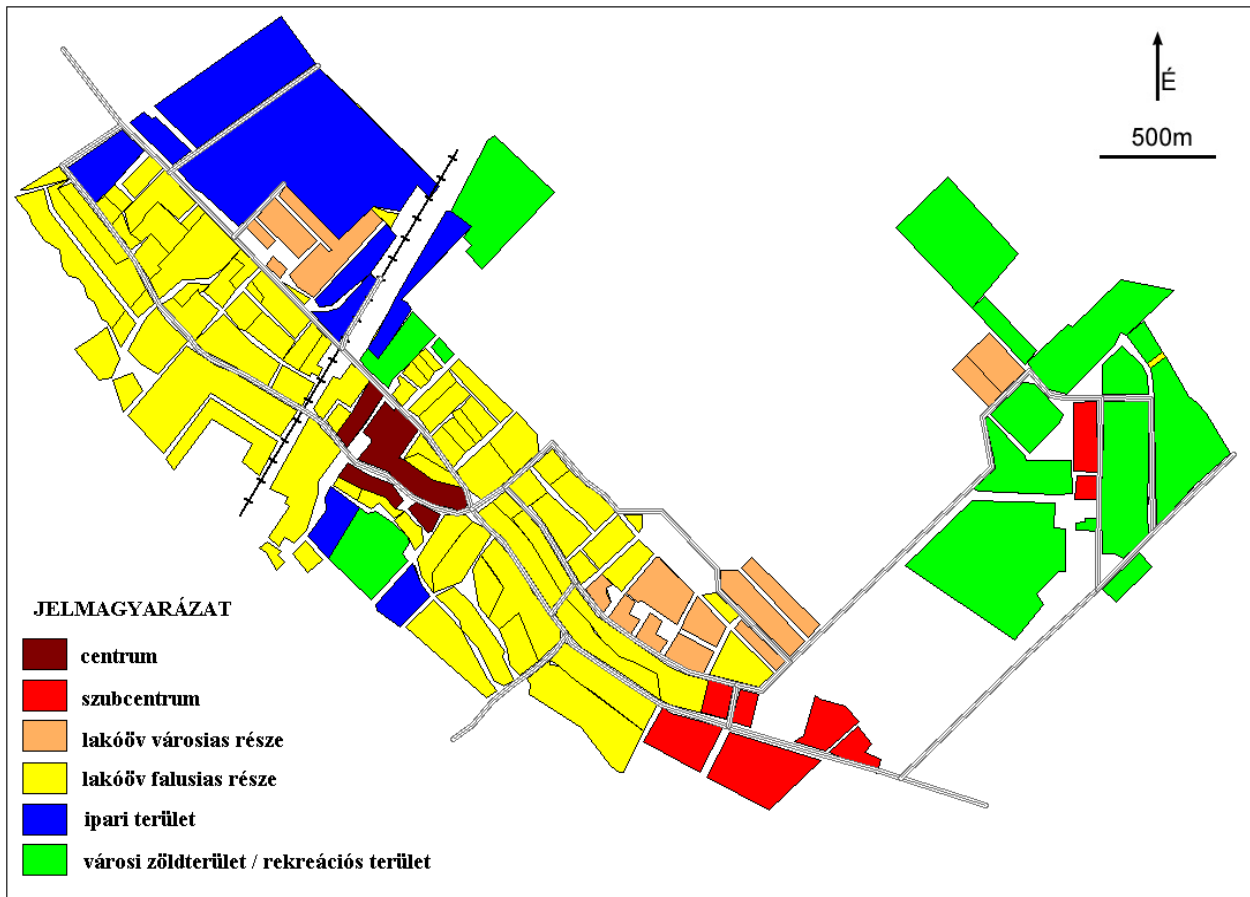 É
500m
JELMAGYARÁZAT
centrum
szubcentrum
lakóöv városias része
lakóöv falusias része
ipari terület
városi zöldterület / rekreációs terület